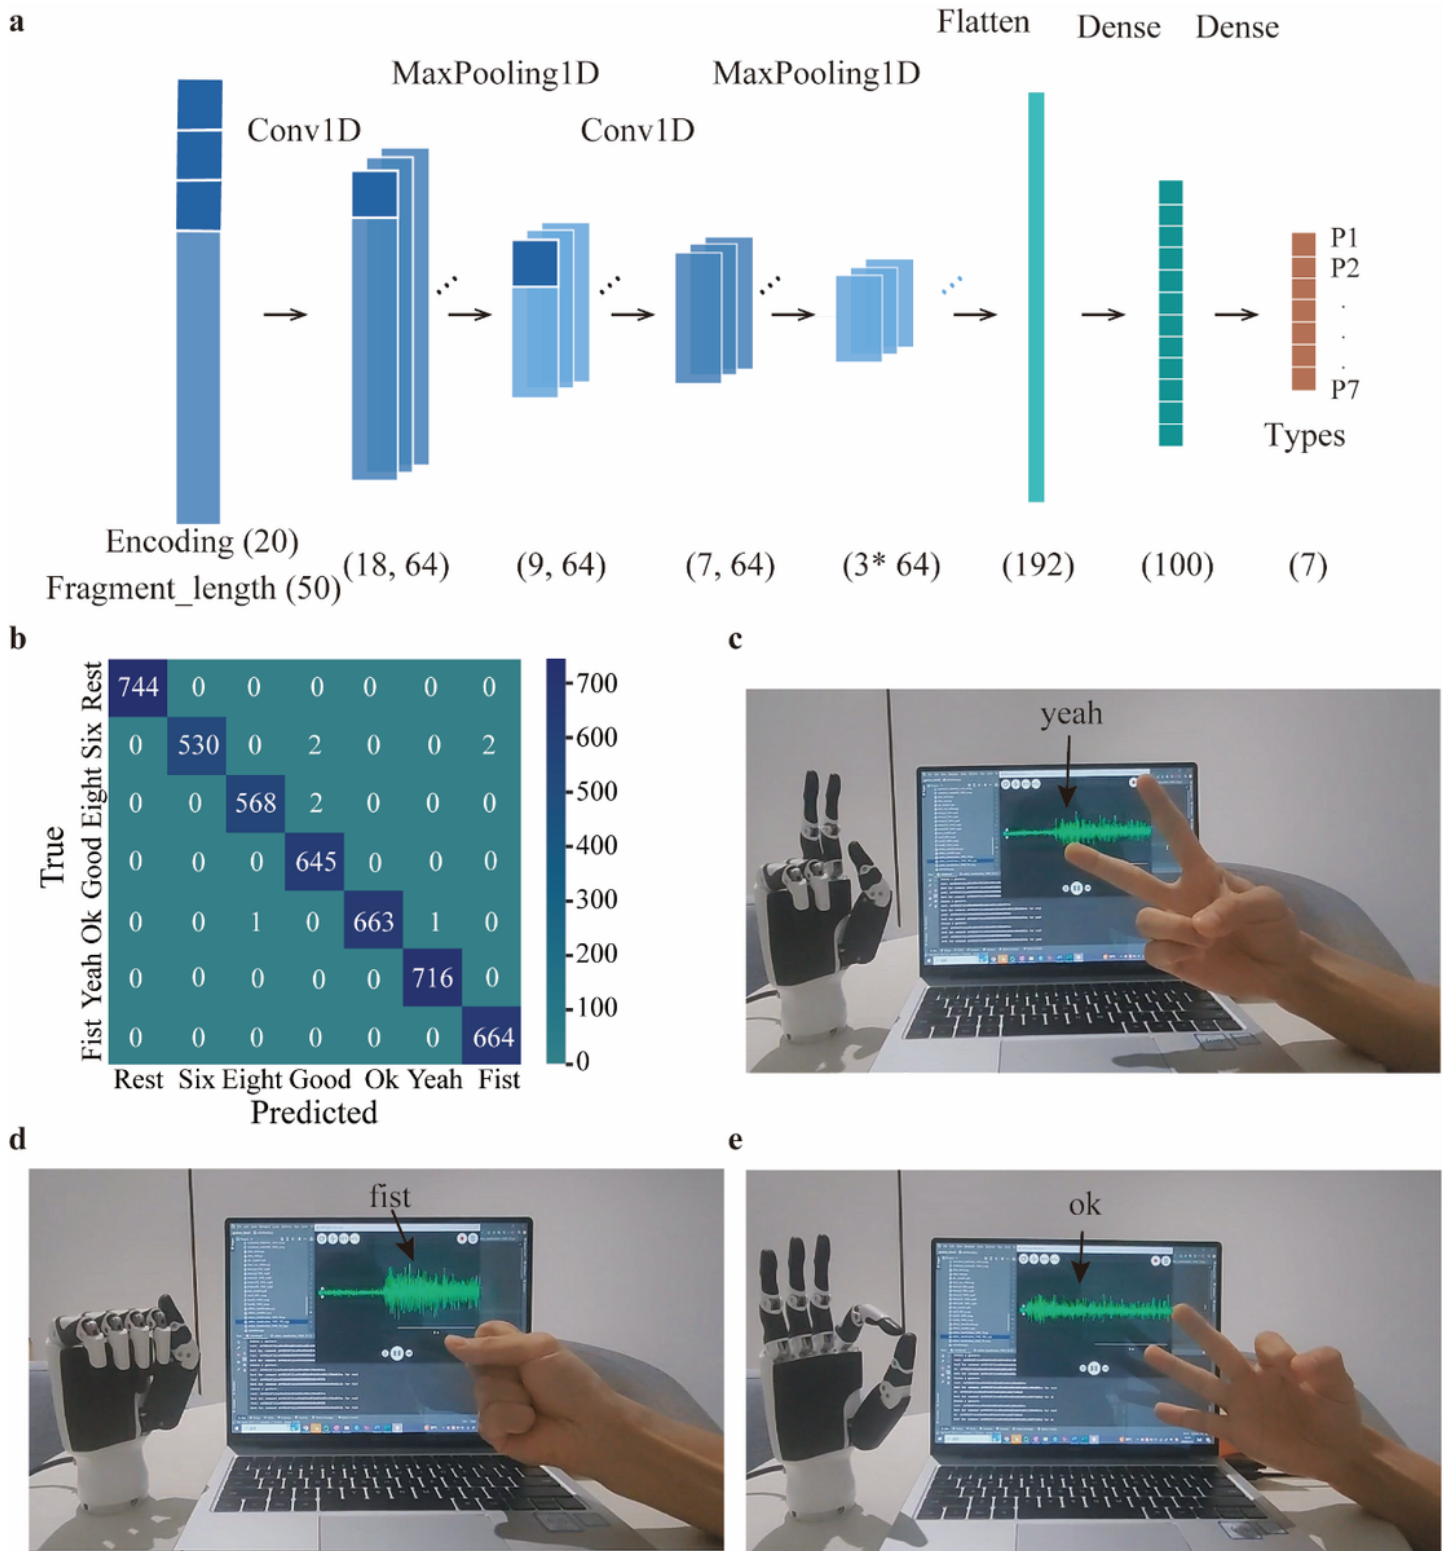 a
Flatten Dense Dense
MaxPooling1D MaxPooling1D
Conv1D Conv1D
P1
P2
.
.
.
P7
Types
Encoding (20)
Fragment_length (50)
(18, 64) (9, 64) (7, 64) (3* 64) (192) (100) (7)
b
True
Rest 744 0 0 0 0 0 0
Six 0 530 0 2 0 0 2
Eight 0 0 568 2 0 0 0
Good 0 0 0 645 0 0 0
Ok 0 0 1 0 663 1 0
Yeah 0 0 0 0 0 716 0
Fist 0 0 0 0 0 0 664
Rest Six Eight Good Ok Yeah Fist
Predicted
700
600
500
400
300
200
100
0
c
yeah
d
fist
e
ok